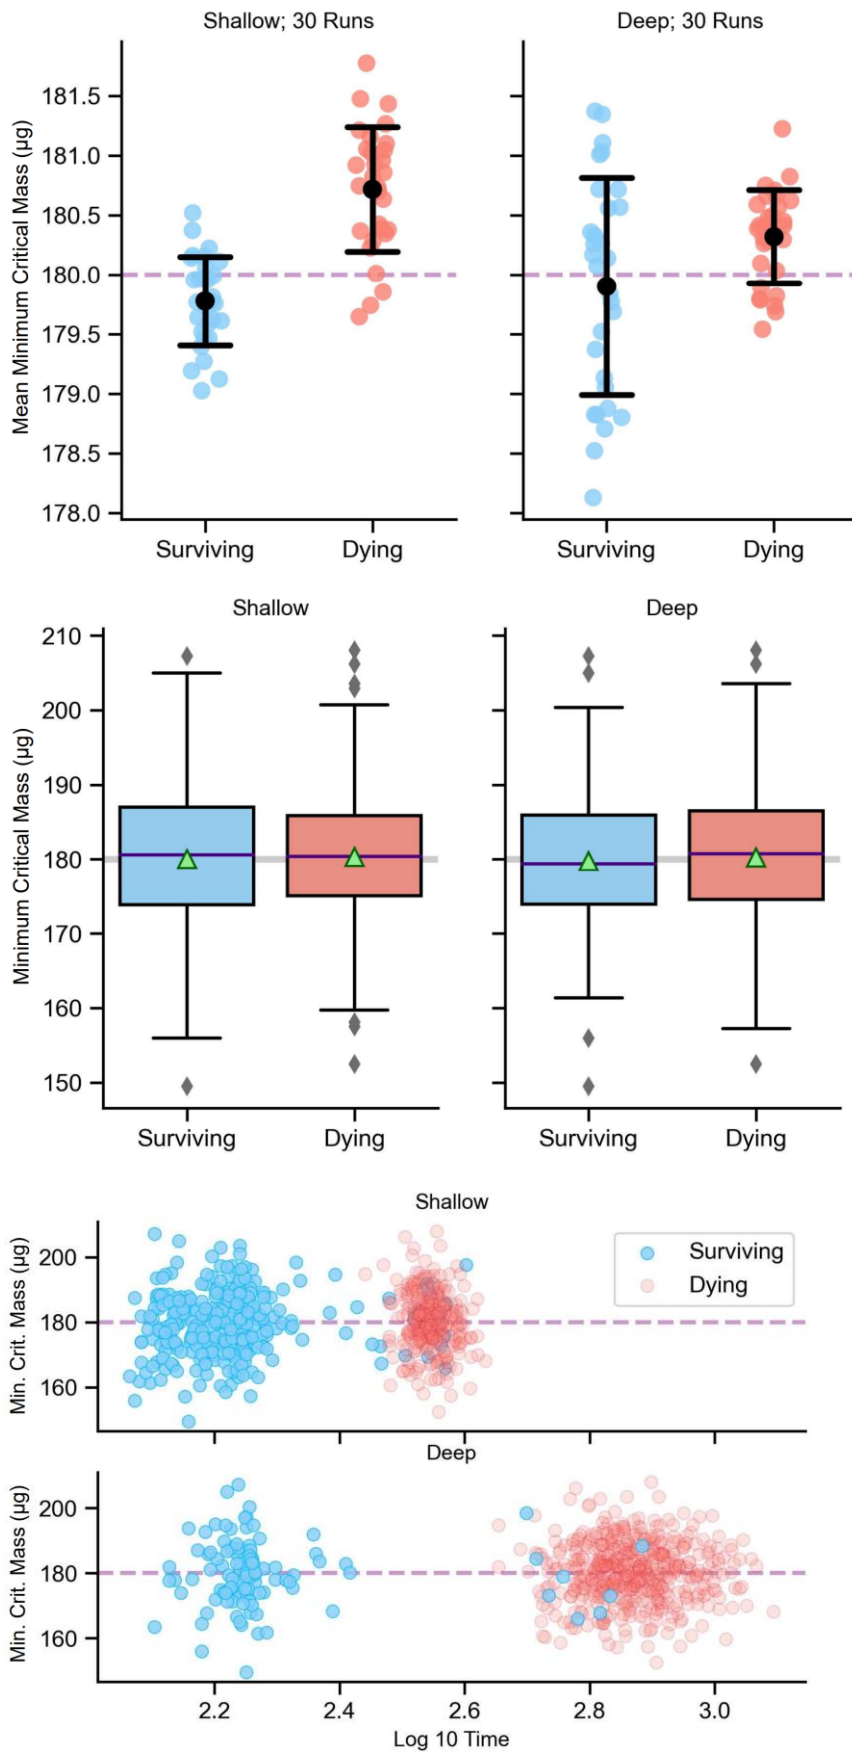 Shallow; 30 Runs
Deep; 30 Runs
Mean Minimum Critical Mass (µg)
181.5
181.0
180.5
180.0
179.5
179.0
178.5
178.0
Surviving
Dying
Surviving
Dying
Shallow
Deep
Minimum Critical Mass (µg)
210
200
190
180
170
160
150
Surviving
Dying
Surviving
Dying
Shallow
Min. Crit. Mass (µg)
200
180
160
Surviving
Dying
Deep
Min. Crit. Mass (µg)
200
180
160
2.2
2.4
2.6
2.8
3.0
Log 10 Time